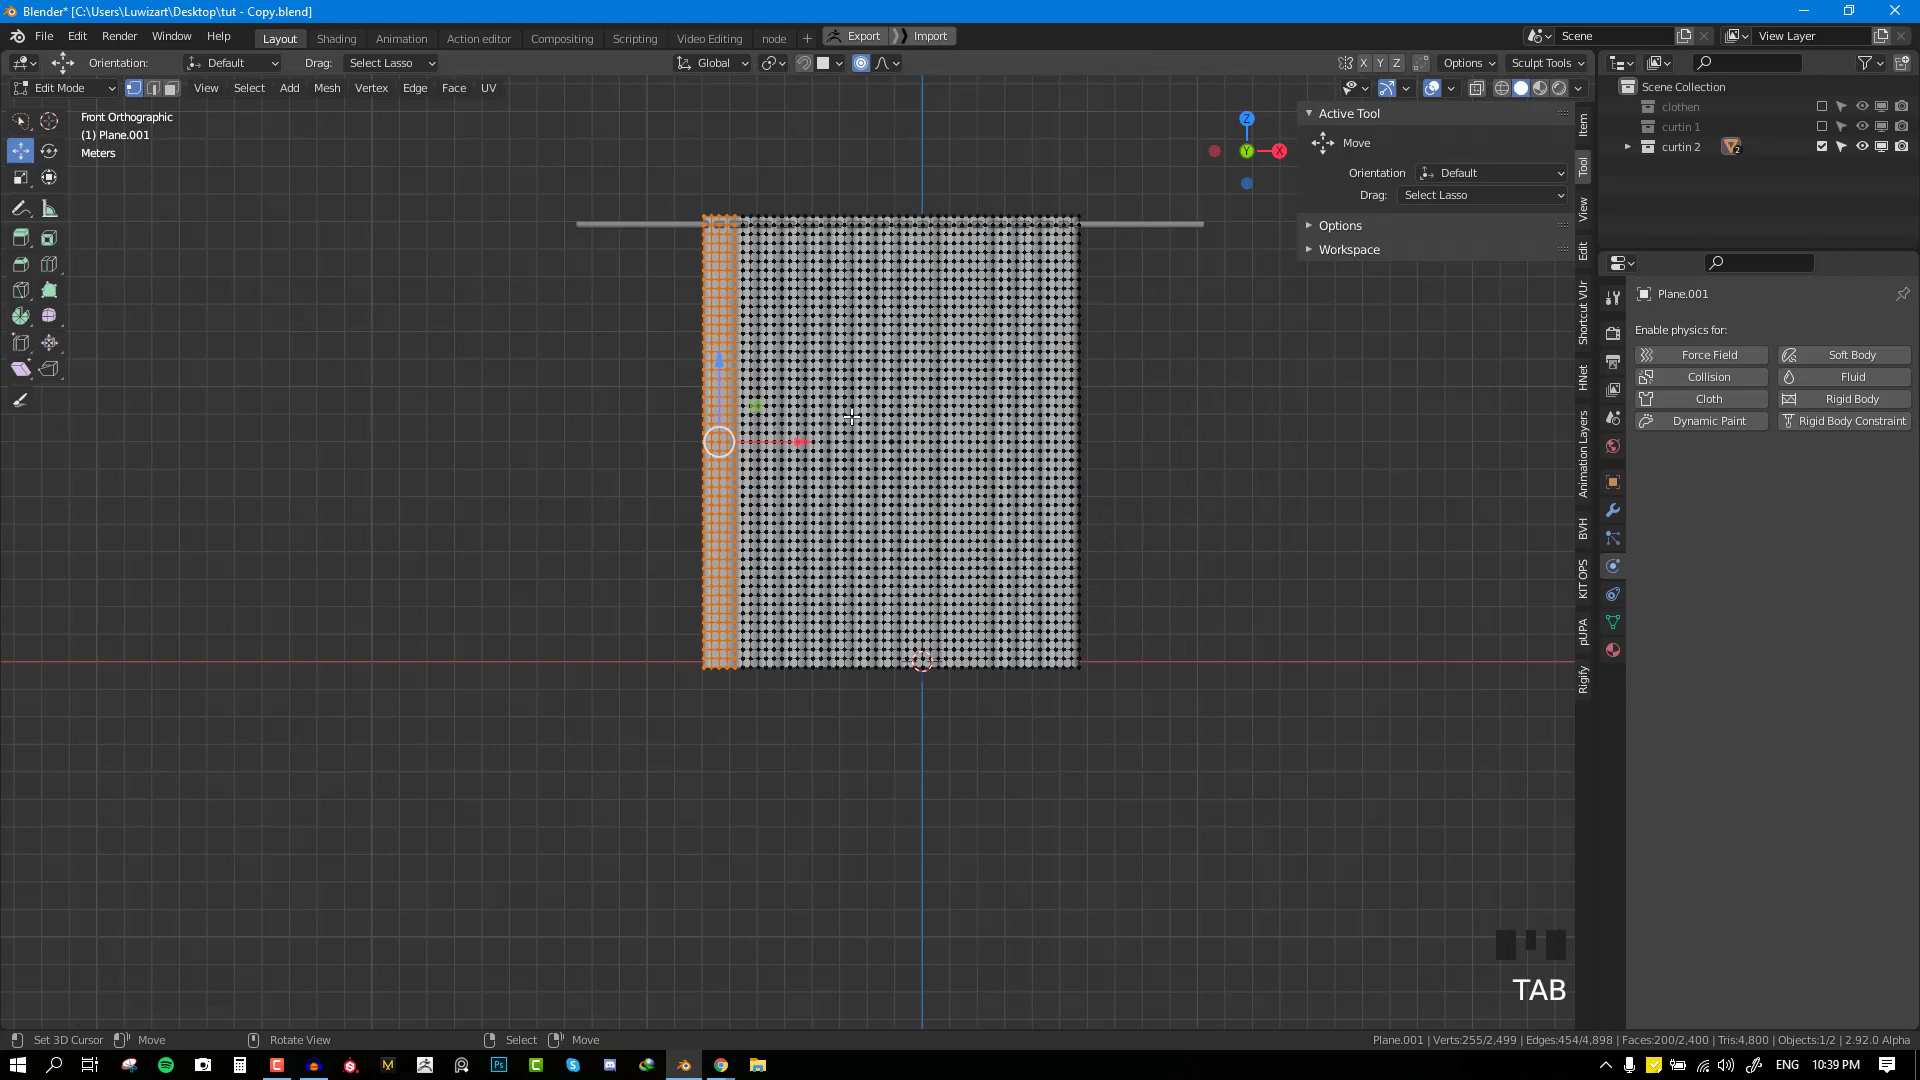 Blender* [C:\Users\Luwizart\Desktop\tut - Copy.blend]
File Edit Render Window Help Layout Shading Animation Action editor Compositing Scripting Video Editing node + Export Import Scene View Layer
Orientation: Default Drag: Select Lasso Global X Y Z Options Sculpt Tools
Edit Mode View Select Add Mesh Vertex Edge Face UV
Front Orthographic
(1) Plane.001
Meters
Z
Y
X
Active Tool
Move
Orientation Default
Drag: Select Lasso
Options
Workspace
Item
Tool
View
Edit
Shortcut VUr
HNet
Animation Layers
BVH
KIT OPS
pUPA
Rigify
Scene Collection
clothen
curtin 1
curtin 2 2
Plane.001
Enable physics for:
Force Field Soft Body
Collision Fluid
Cloth Rigid Body
Dynamic Paint Rigid Body Constraint
TAB
Set 3D Cursor Move Rotate View Select Move Plane.001 | Verts:255/2,499 | Edges:454/4,898 | Faces:200/2,400 | Tris:4,800 | Objects:1/2 | 2.92.0 Alpha
ENG 10:39 PM